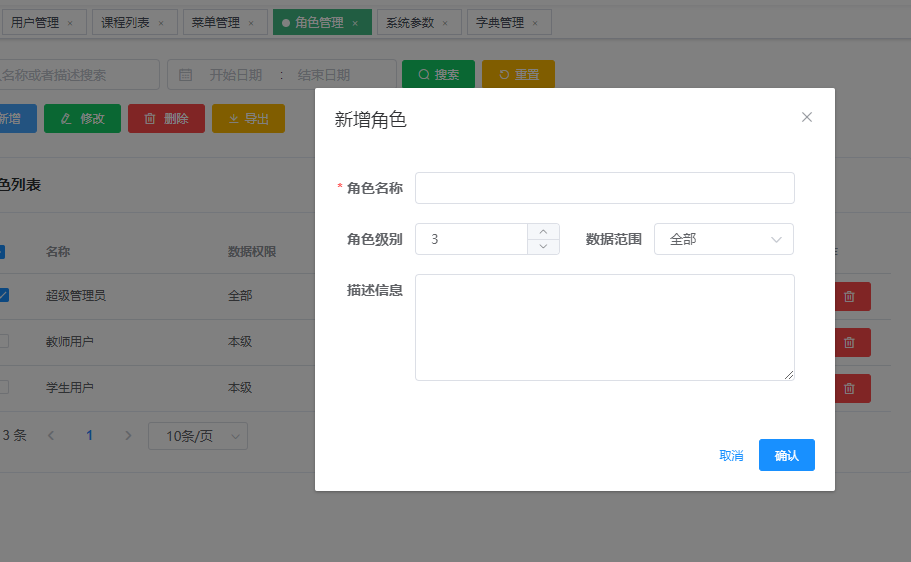 用户管理 × 课程列表 × 菜单管理 × 角色管理 × 系统参数 × 字典管理 ×
名称或者描述搜索 开始日期 : 结束日期 搜索 重置
新增 修改 删除 导出
新增角色
色列表
* 角色名称
角色级别 3 数据范围 全部
名称 数据权限
描述信息
超级管理员 全部
教师用户 本级
学生用户 本级
3 条 1 10条/页
取消 确认